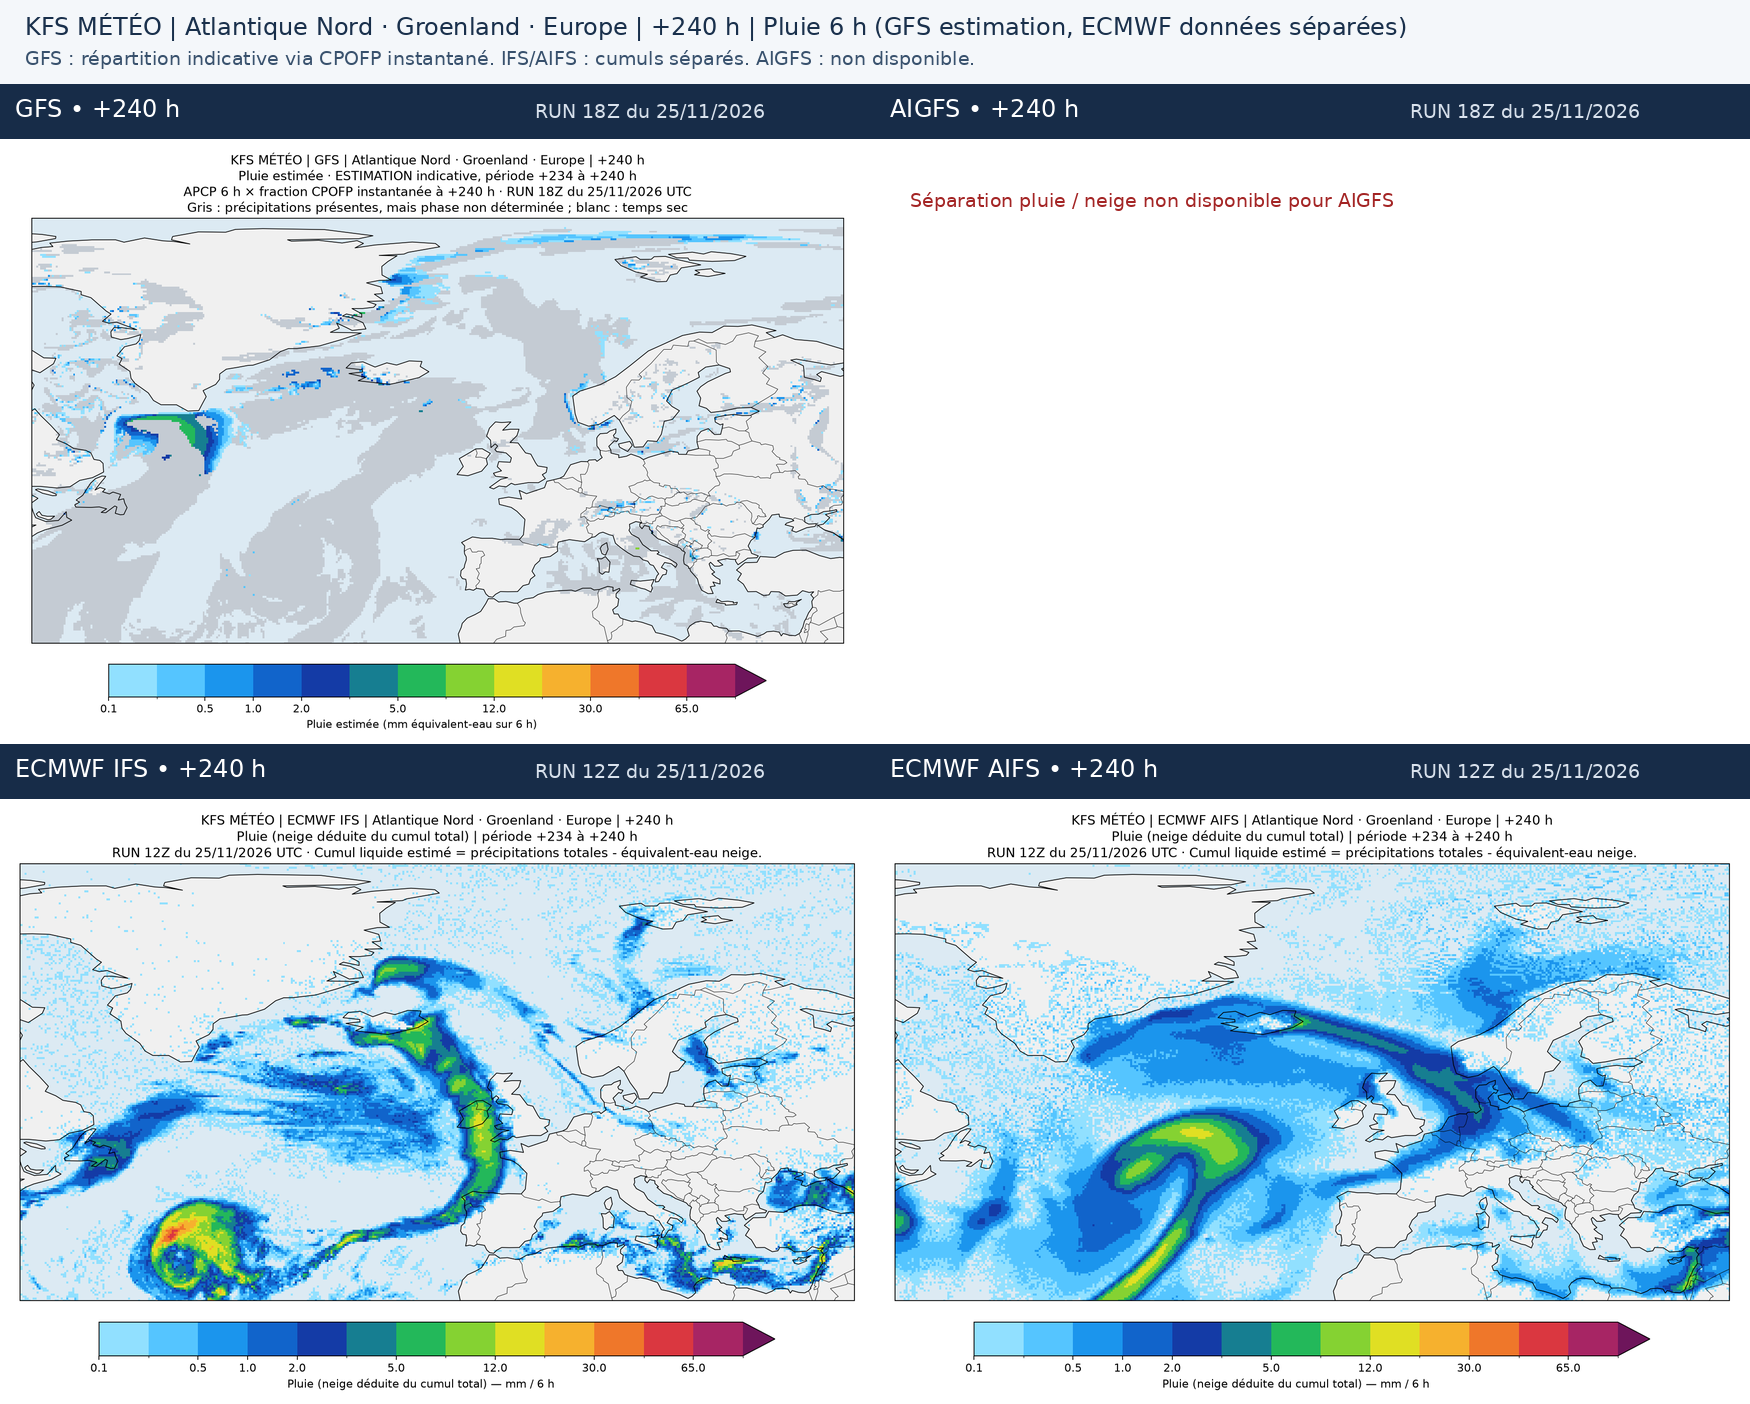 KFS MÉTÉO | Atlantique Nord · Groenland · Europe | +240 h | Pluie 6 h (GFS estimation, ECMWF données séparées)
GFS : répartition indicative via CPOFP instantané. IFS/AIFS : cumuls séparés. AIGFS : non disponible.
GFS • +240 h RUN 18Z du 25/11/2026
AIGFS • +240 h RUN 18Z du 25/11/2026
KFS MÉTÉO | GFS | Atlantique Nord · Groenland · Europe | +240 h
Pluie estimée · ESTIMATION indicative, période +234 à +240 h
APCP 6 h × fraction CPOFP instantanée à +240 h · RUN 18Z du 25/11/2026 UTC
Gris : précipitations présentes, mais phase non déterminée ; blanc : temps sec
Séparation pluie / neige non disponible pour AIGFS
0.1 0.5 1.0 2.0 5.0 12.0 30.0 65.0
Pluie estimée (mm équivalent-eau sur 6 h)
ECMWF IFS • +240 h RUN 12Z du 25/11/2026
ECMWF AIFS • +240 h RUN 12Z du 25/11/2026
KFS MÉTÉO | ECMWF IFS | Atlantique Nord · Groenland · Europe | +240 h
Pluie (neige déduite du cumul total) | période +234 à +240 h
RUN 12Z du 25/11/2026 UTC · Cumul liquide estimé = précipitations totales - équivalent-eau neige.
0.1 0.5 1.0 2.0 5.0 12.0 30.0 65.0
Pluie (neige déduite du cumul total) — mm / 6 h
KFS MÉTÉO | ECMWF AIFS | Atlantique Nord · Groenland · Europe | +240 h
Pluie (neige déduite du cumul total) | période +234 à +240 h
RUN 12Z du 25/11/2026 UTC · Cumul liquide estimé = précipitations totales - équivalent-eau neige.
0.1 0.5 1.0 2.0 5.0 12.0 30.0 65.0
Pluie (neige déduite du cumul total) — mm / 6 h